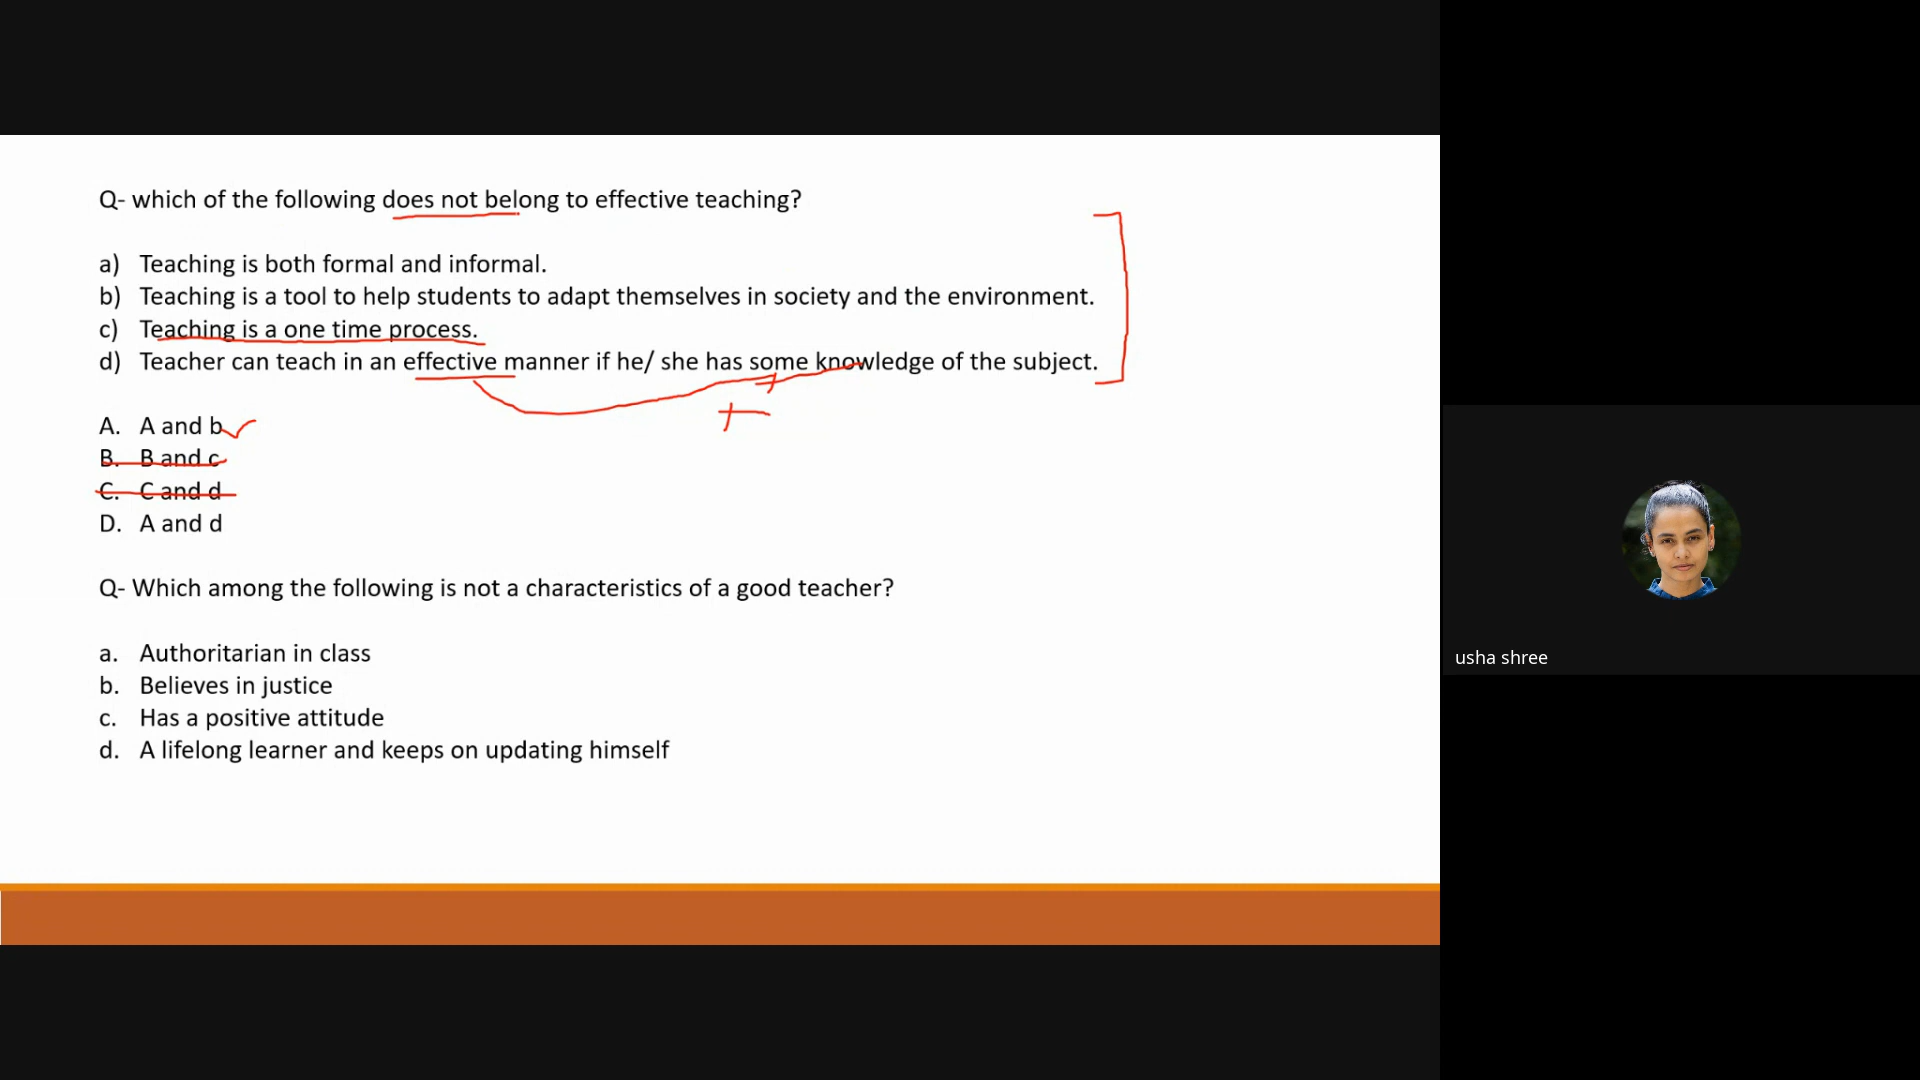 Q- which of the following does not belong to effective teaching?
a) Teaching is both formal and informal.
b) Teaching is a tool to help students to adapt themselves in society and the environment.
c) Teaching is a one time process.
d) Teacher can teach in an effective manner if he/ she has some knowledge of the subject.
A. A and b
B. B and c
C. C and d
D. A and d
Q- Which among the following is not a characteristics of a good teacher?
a. Authoritarian in class
b. Believes in justice
c. Has a positive attitude
d. A lifelong learner and keeps on updating himself
usha shree